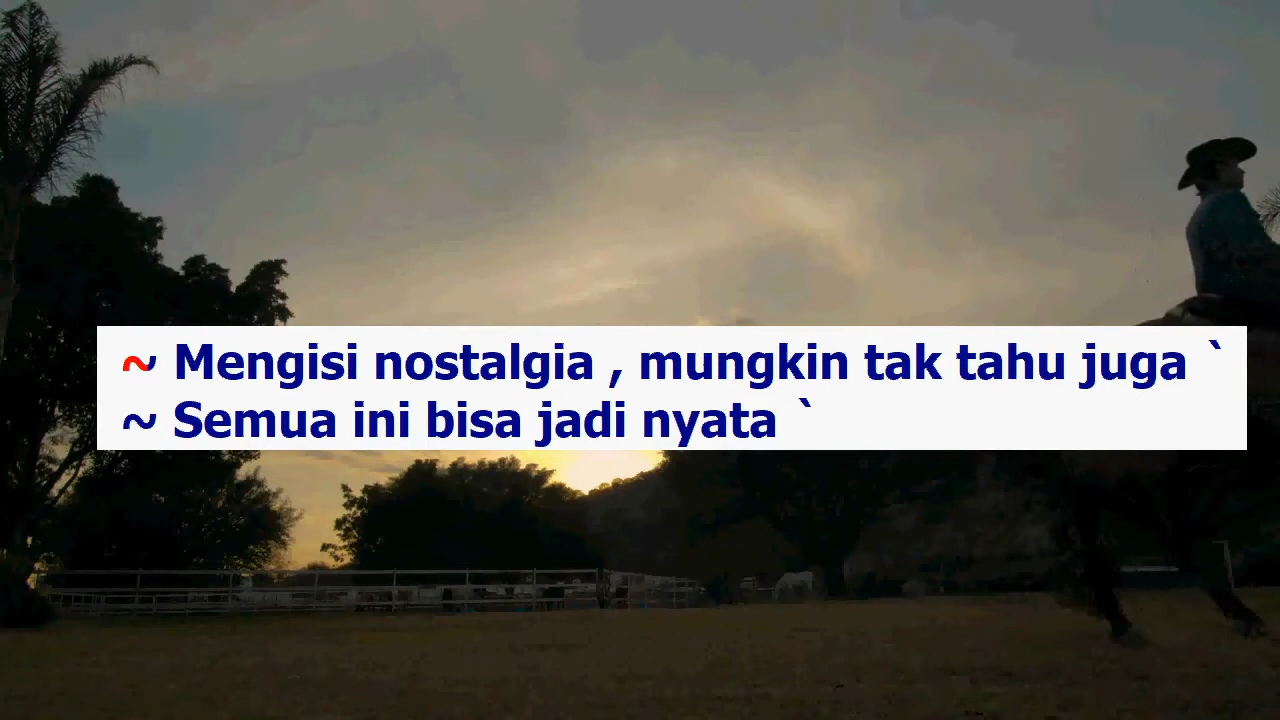 ~ Mengisi nostalgia , mungkin tak tahu juga `
~ Semua ini bisa jadi nyata `